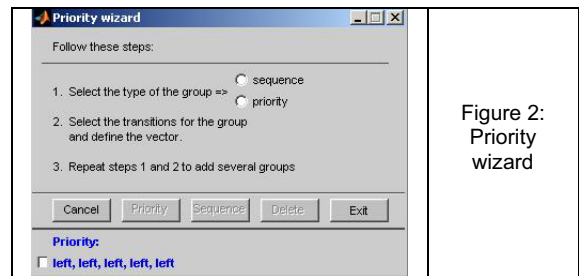 Priority wizard
Follow these steps:
1. Select the type of the group =>
sequence
priority
2. Select the transitions for the group
and define the vector.
3. Repeat steps 1 and 2 to add several groups
Cancel Priority Sequence Delete Exit
Priority:
left, left, left, left, left
Figure 2:
Priority
wizard